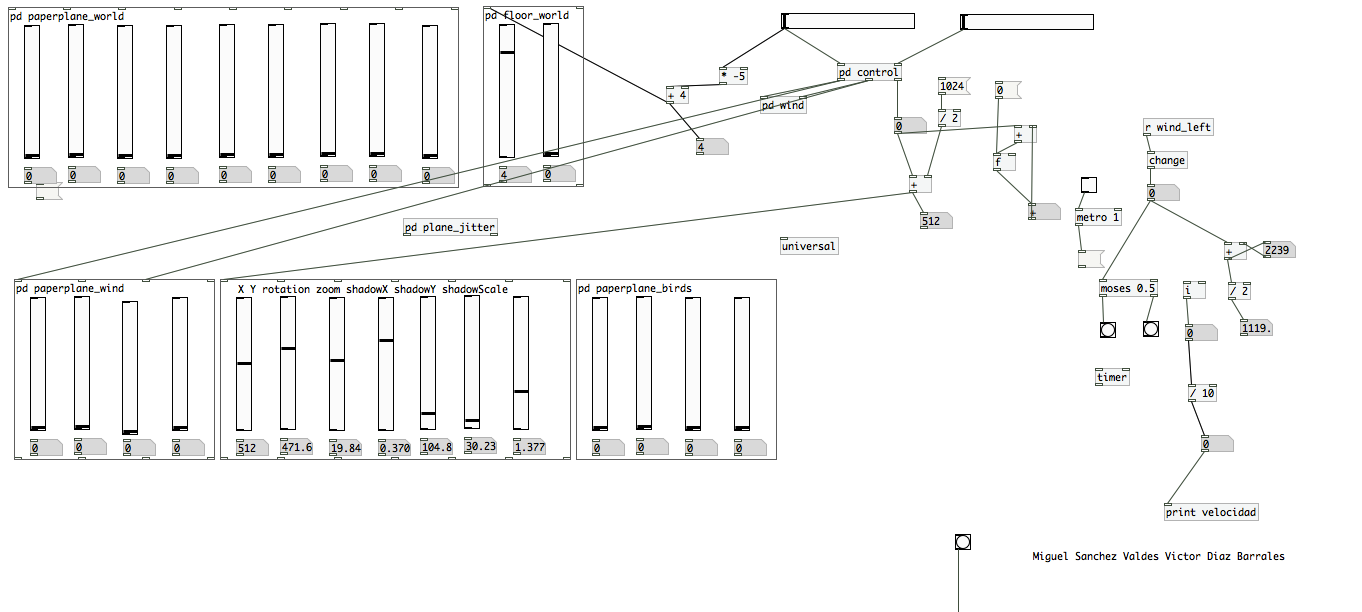 pd paperplane_world
pd floor_world
* -5
pd control
+ 4
pd wind
1024
0
/ 2
0
+
r wind_left
4
f
change
0 0 0 0 0 0 0 0 0
4 0
+
0
+
metro 1
pd plane_jitter
512
universal
+
2239
pd paperplane_wind
X Y rotation zoom shadowX shadowY shadowScale
pd paperplane_birds
moses 0.5
i
/ 2
0
1119.
timer
/ 10
0 0 0 0
512 471.6 19.84 0.370 104.8 30.23 1.377
0 0 0 0
0
print velocidad
Miguel Sanchez Valdes Victor Diaz Barrales